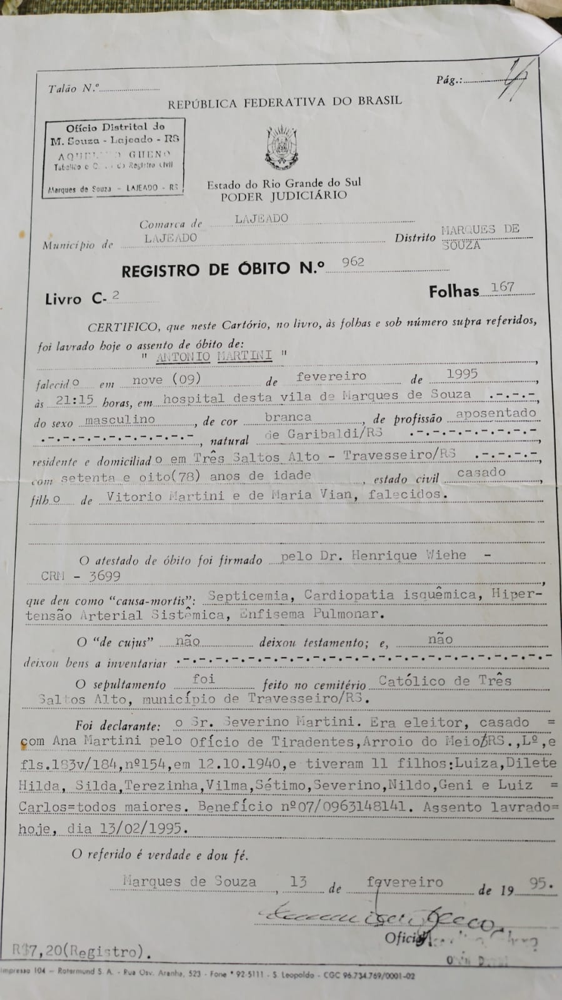 Talão N.º
Pág.:
REPÚBLICA FEDERATIVA DO BRASIL
Ofício Distrital de
M. Souza - Lajeado - RS
GHENO
Tabelião e do Registro Civil
Marques de Souza - LAJEADO - RS
Estado do Rio Grande do Sul
PODER JUDICIÁRIO
Comarca de LAJEADO
Município de LAJEADO Distrito MARQUES DE
SOUZA
REGISTRO DE ÓBITO N.º 962
Livro C- 2 Folhas 167
CERTIFICO, que neste Cartório, no livro, às folhas e sob número supra referidos,
foi lavrado hoje o assento de óbito de:
" ANTONIO MARTINI " ,
falecido em nove (09) de fevereiro de 1995 ,
às 21:15 horas, em hospital desta vila de Marques de Souza .-.-.-,
do sexo masculino , de cor branca , de profissão aposentado
.-.-.-.-.-.-.-.-.-.-.-.-, natural de Garibaldi/RS .-.-.-.-.-.-.-.-,
residente e domiciliado em Três Saltos Alto - Travesseiro/RS .-.-.-.-,
com setenta e oito(78) anos de idade , estado civil casado ,
filho de Vitorio Martini e de Maria Vian, falecidos.
O atestado de óbito foi firmado pelo Dr. Henrique Wiehe -
CRM - 3699 ,
que deu como "causa-mortis": Septicemia, Cardiopatia isquêmica, Hiper-
tensão Arterial Sistêmica, Enfisema Pulmonar.
O "de cujus" não deixou testamento; e, não
deixou bens a inventariar .-.-.-.-.-.-.-.-.-.-.-.-.-.-.-.-.-.-.-.-.-.-
O sepultamento foi feito no cemitério Católico de Três
Saltos Alto, município de Travesseiro/RS.
Foi declarante: o Sr. Severino Martini. Era eleitor, casado =
com Ana Martini pelo Ofício de Tiradentes,Arroio do Meio/RS.,Lº,e
fls.183v/184,nº154,em 12.10.1940,e tiveram 11 filhos:Luiza,Dilete
Hilda, Silda,Terezinha,Vilma,Sétimo,Severino,Nildo,Geni e Luiz =
Carlos=todos maiores. Benefício nº07/0963148141. Assento lavrado=
hoje, dia 13/02/1995.
O referido é verdade e dou fé.
Marques de Souza , 13 de fevereiro de 19 95.
Oficial
R$7,20(Registro).
Impresso 104 - Rotermund S. A. - Rua Osv. Aranha, 523 - Fone * 92-5111 - S. Leopoldo - CGC 96.734.769/0001-02